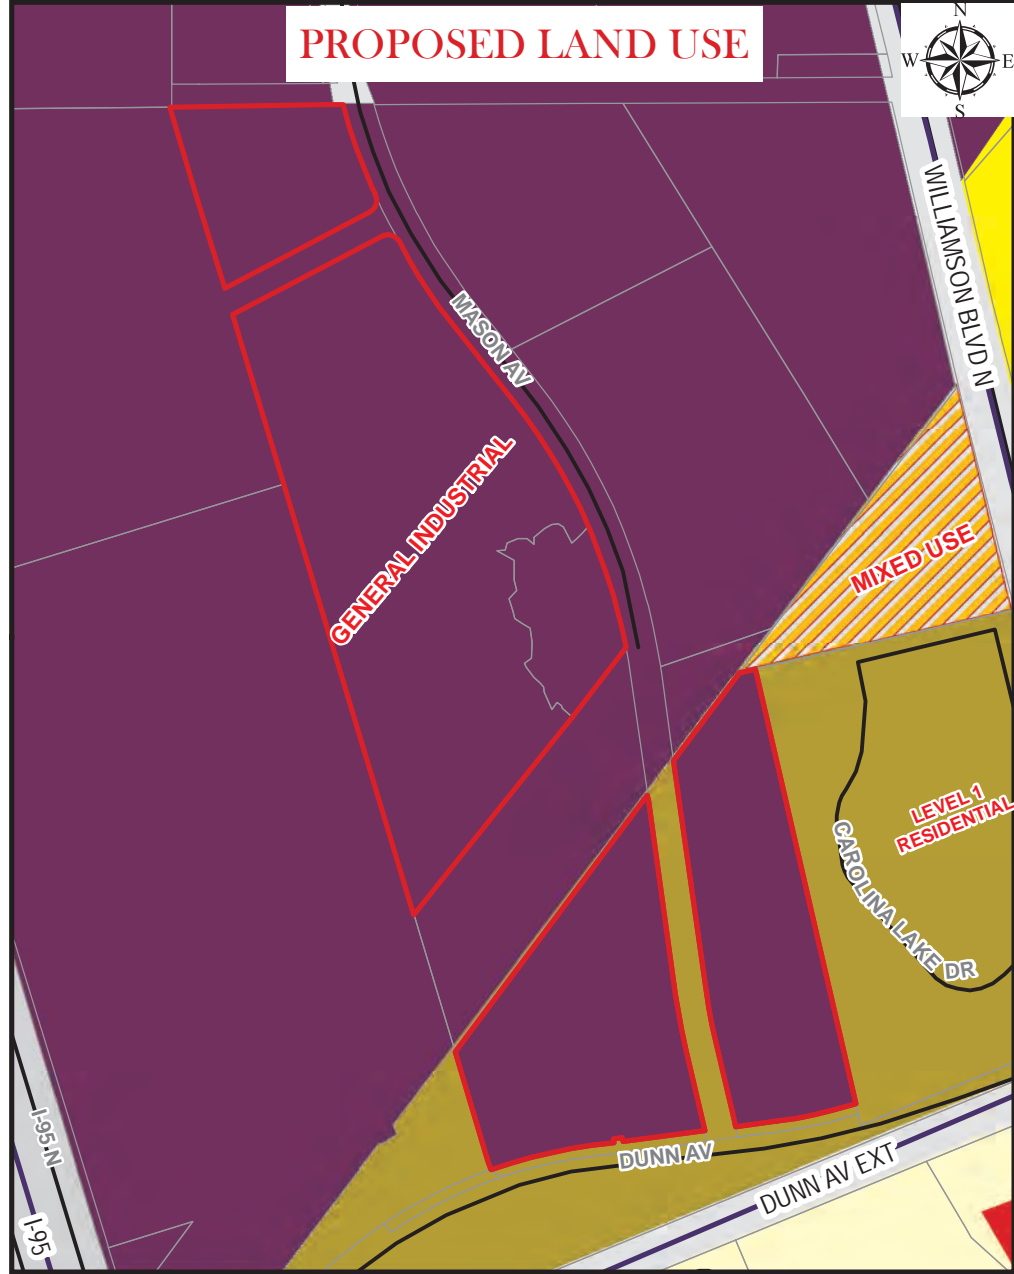 PROPOSED LAND USE
N
W
E
S
WILLIAMSON BLVD N
MASON AV
GENERAL INDUSTRIAL
MIXED USE
LEVEL 1
RESIDENTIAL
CAROLINA LAKE DR
I-95 N
DUNN AV
DUNN AV EXT
I-95